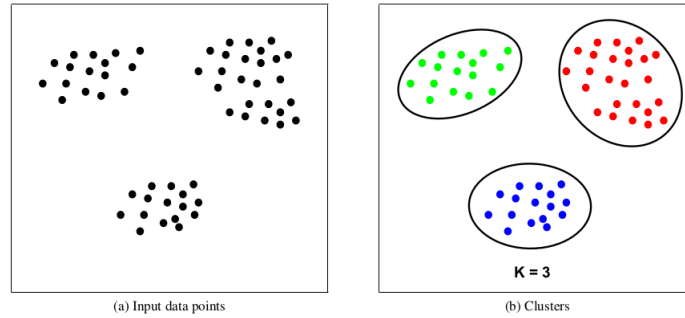 K = 3
(a) Input data points
(b) Clusters